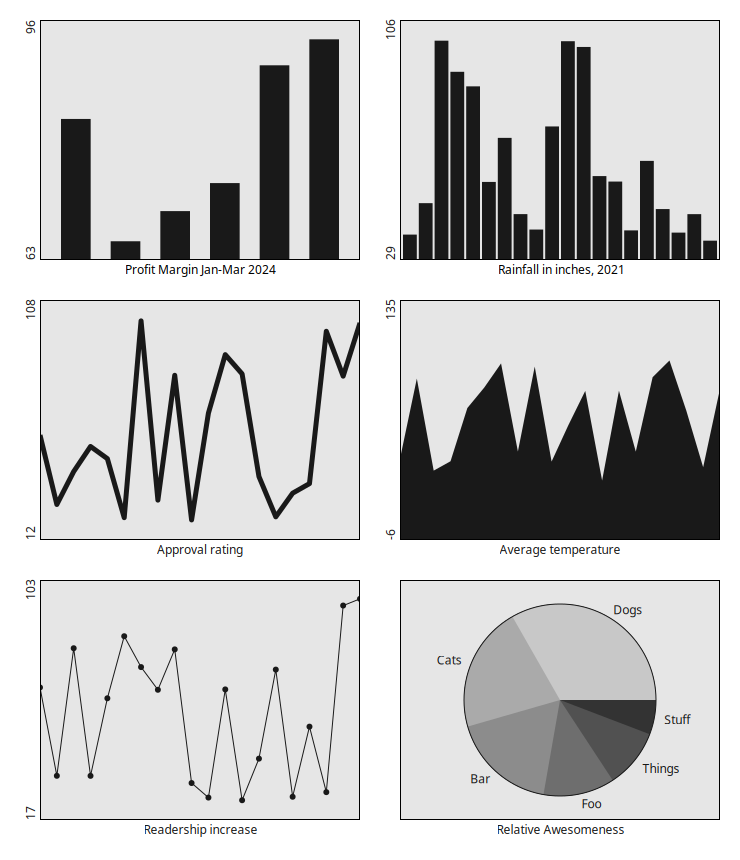 96
63
Profit Margin Jan-Mar 2024
106
29
Rainfall in inches, 2021
108
12
Approval rating
135
-6
Average temperature
103
17
Readership increase
Dogs
Cats
Stuff
Things
Bar
Foo
Relative Awesomeness